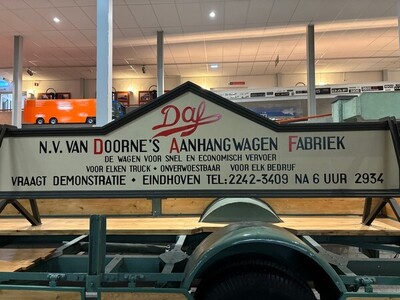 Daf
N.V. VAN DOORNE'S AANHANGWAGEN FABRIEK
DE WAGEN VOOR SNEL EN ECONOMISCH VERVOER
VOOR ELKEN TRUCK • ONVERWOESTBAAR VOOR ELK BEDRIJF
VRAAGT DEMONSTRATIE • EINDHOVEN TEL: 2242-3409 NA 6 UUR 2934